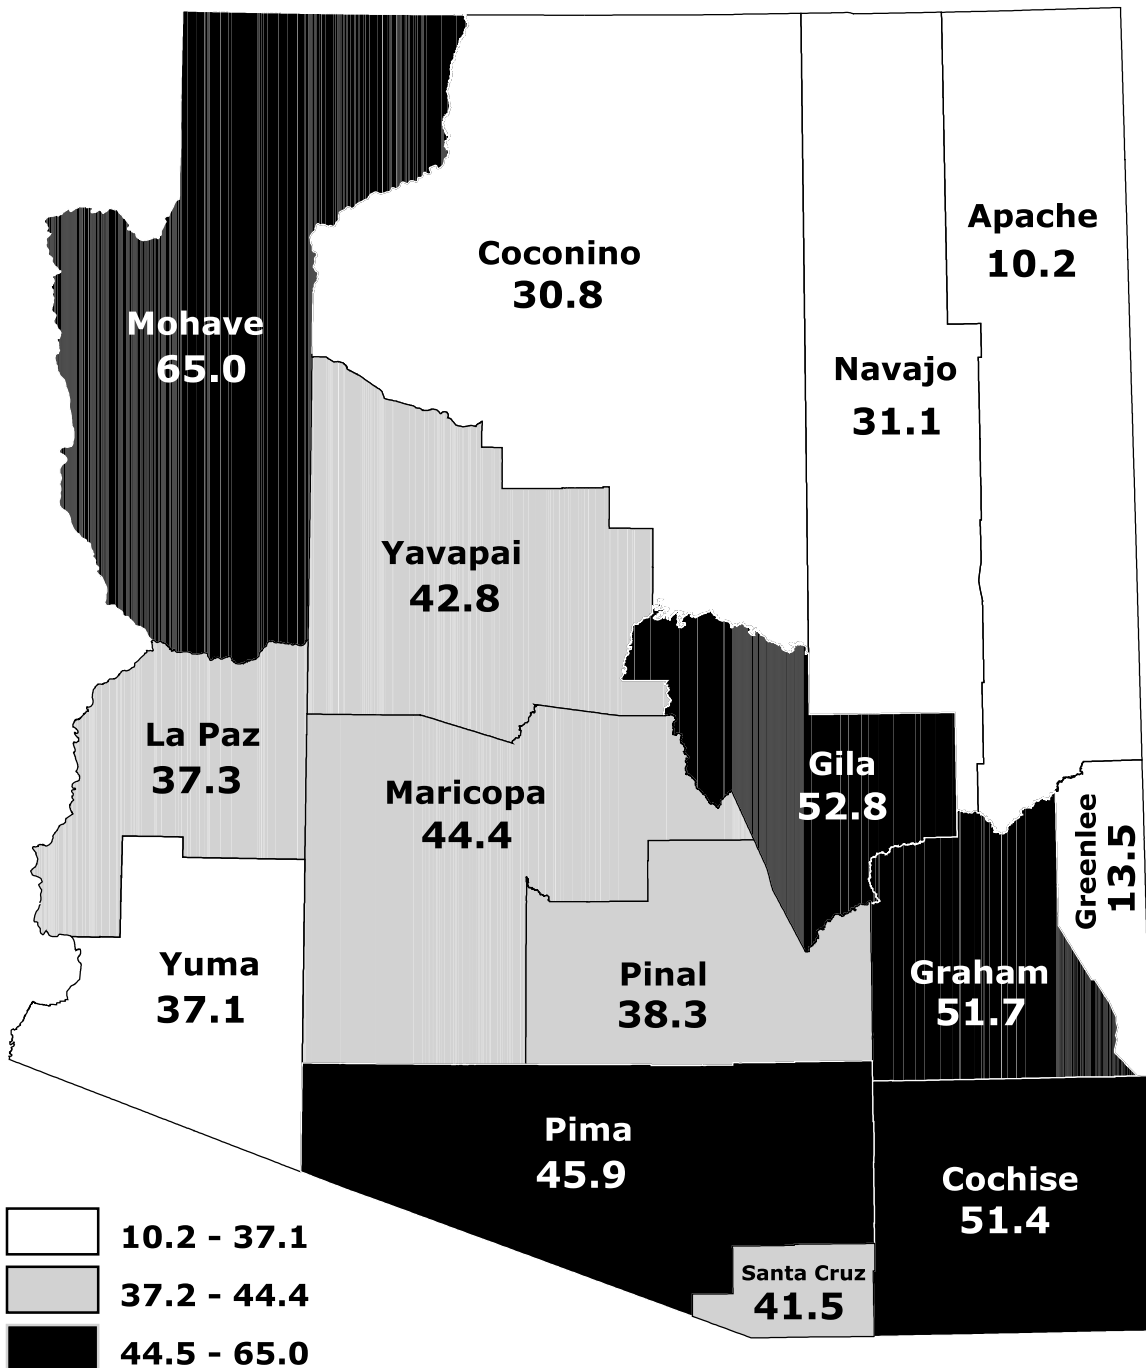 Apache
10.2
Coconino
30.8
Mohave
65.0
Navajo
31.1
Yavapai
42.8
La Paz
37.3
Gila
52.8
Maricopa
44.4
Greenlee
13.5
Yuma
37.1
Pinal
38.3
Graham
51.7
Pima
45.9
Cochise
51.4
Santa Cruz
41.5
10.2 - 37.1
37.2 - 44.4
44.5 - 65.0